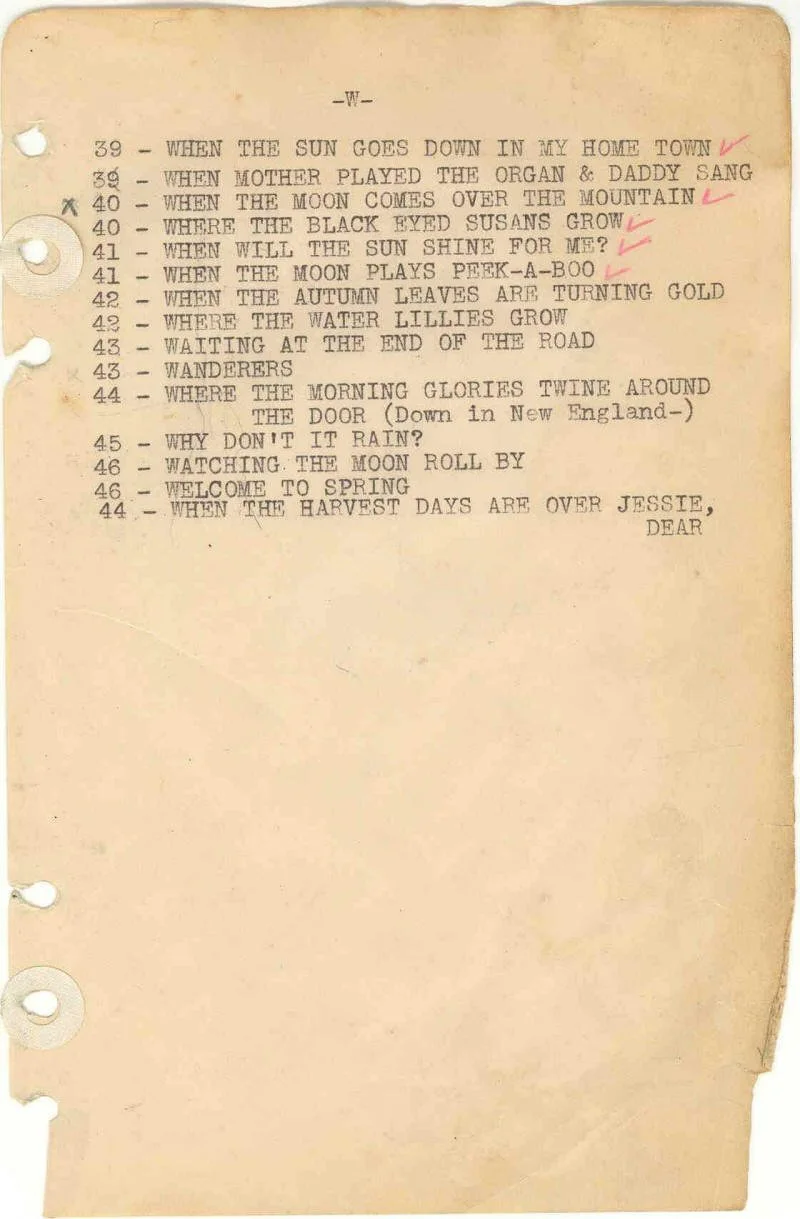 -W-
39 - WHEN THE SUN GOES DOWN IN MY HOME TOWN
39 - WHEN MOTHER PLAYED THE ORGAN & DADDY SANG
x 40 - WHEN THE MOON COMES OVER THE MOUNTAIN
40 - WHERE THE BLACK EYED SUSANS GROW
41 - WHEN WILL THE SUN SHINE FOR ME?
41 - WHEN THE MOON PLAYS PEEK-A-BOO
42 - WHEN THE AUTUMN LEAVES ARE TURNING GOLD
42 - WHERE THE WATER LILLIES GROW
43 - WAITING AT THE END OF THE ROAD
43 - WANDERERS
44 - WHERE THE MORNING GLORIES TWINE AROUND
THE DOOR (Down in New England-)
45 - WHY DON'T IT RAIN?
46 - WATCHING THE MOON ROLL BY
46 - WELCOME TO SPRING
44 - WHEN THE HARVEST DAYS ARE OVER JESSIE,
DEAR